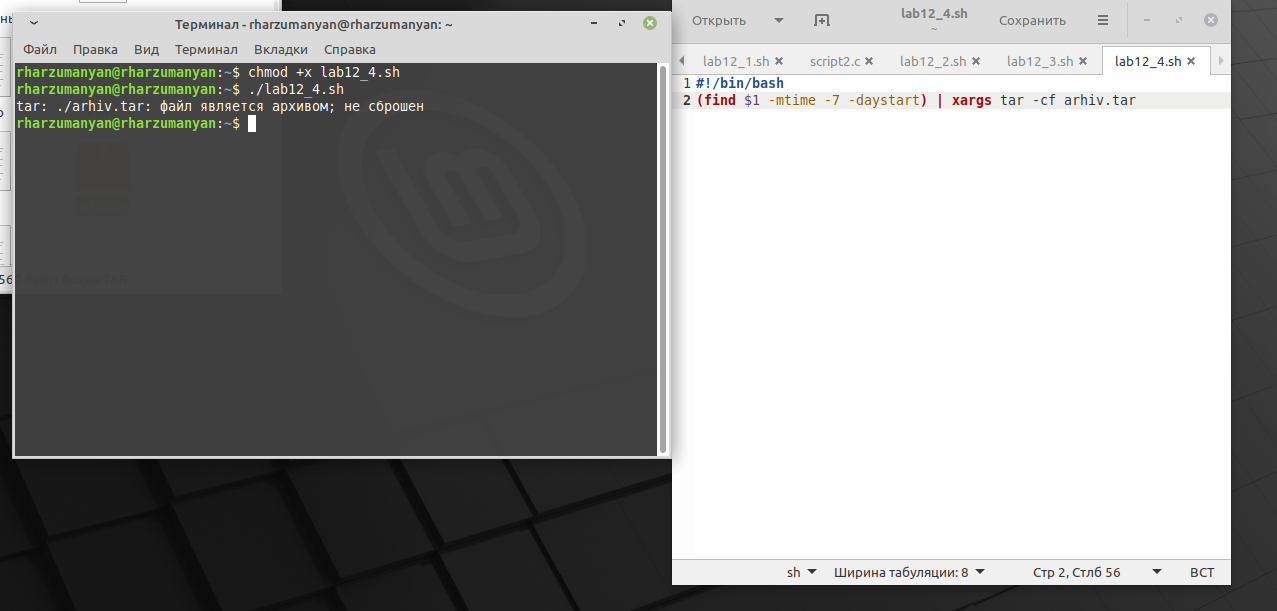 Терминал - rharzumanyan@rharzumanyan: ~
Файл Правка Вид Терминал Вкладки Справка
rharzumanyan@rharzumanyan:~$ chmod +x lab12_4.sh
rharzumanyan@rharzumanyan:~$ ./lab12_4.sh
tar: ./arhiv.tar: файл является архивом; не сброшен
rharzumanyan@rharzumanyan:~$
Открыть
lab12_4.sh
~
Сохранить
lab12_1.sh script2.c lab12_2.sh lab12_3.sh lab12_4.sh
1 #!/bin/bash
2 (find $1 -mtime -7 -daystart) | xargs tar -cf arhiv.tar
sh Ширина табуляции: 8 Стр 2, Стлб 56 ВСТ